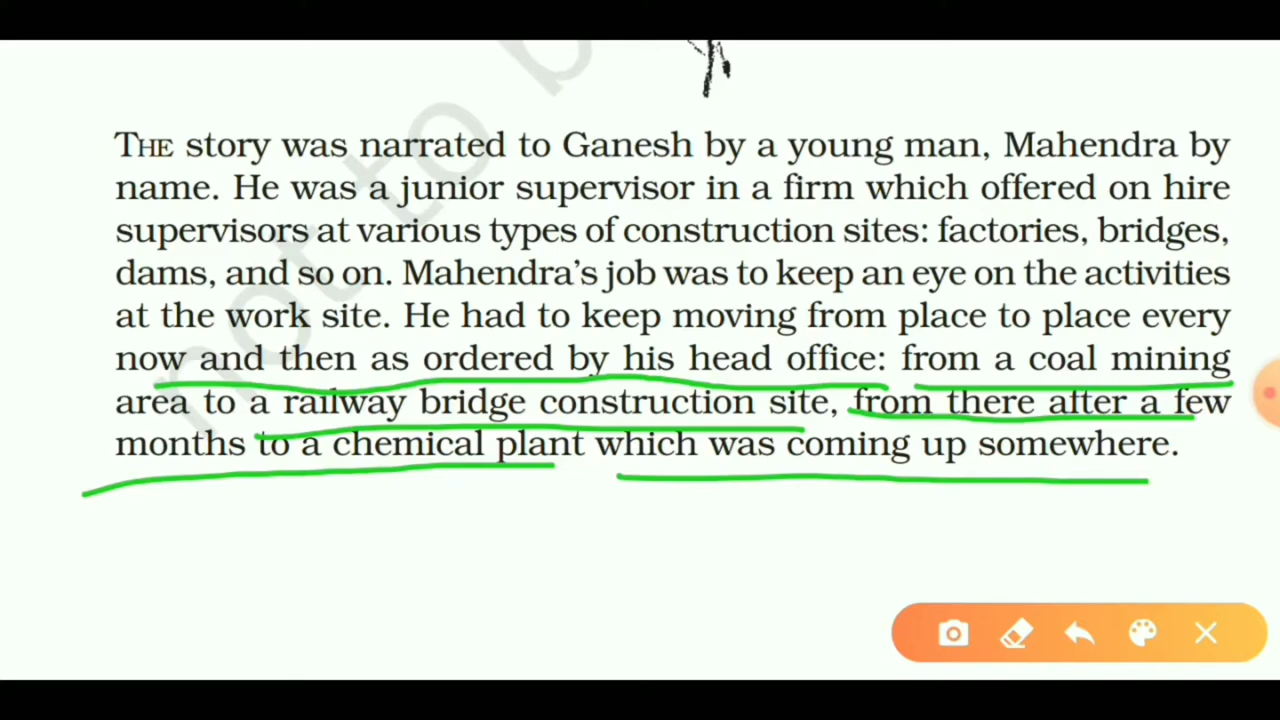 not to b
THE story was narrated to Ganesh by a young man, Mahendra by
name. He was a junior supervisor in a firm which offered on hire
supervisors at various types of construction sites: factories, bridges,
dams, and so on. Mahendra's job was to keep an eye on the activities
at the work site. He had to keep moving from place to place every
now and then as ordered by his head office: from a coal mining
area to a railway bridge construction site, from there after a few
months to a chemical plant which was coming up somewhere.